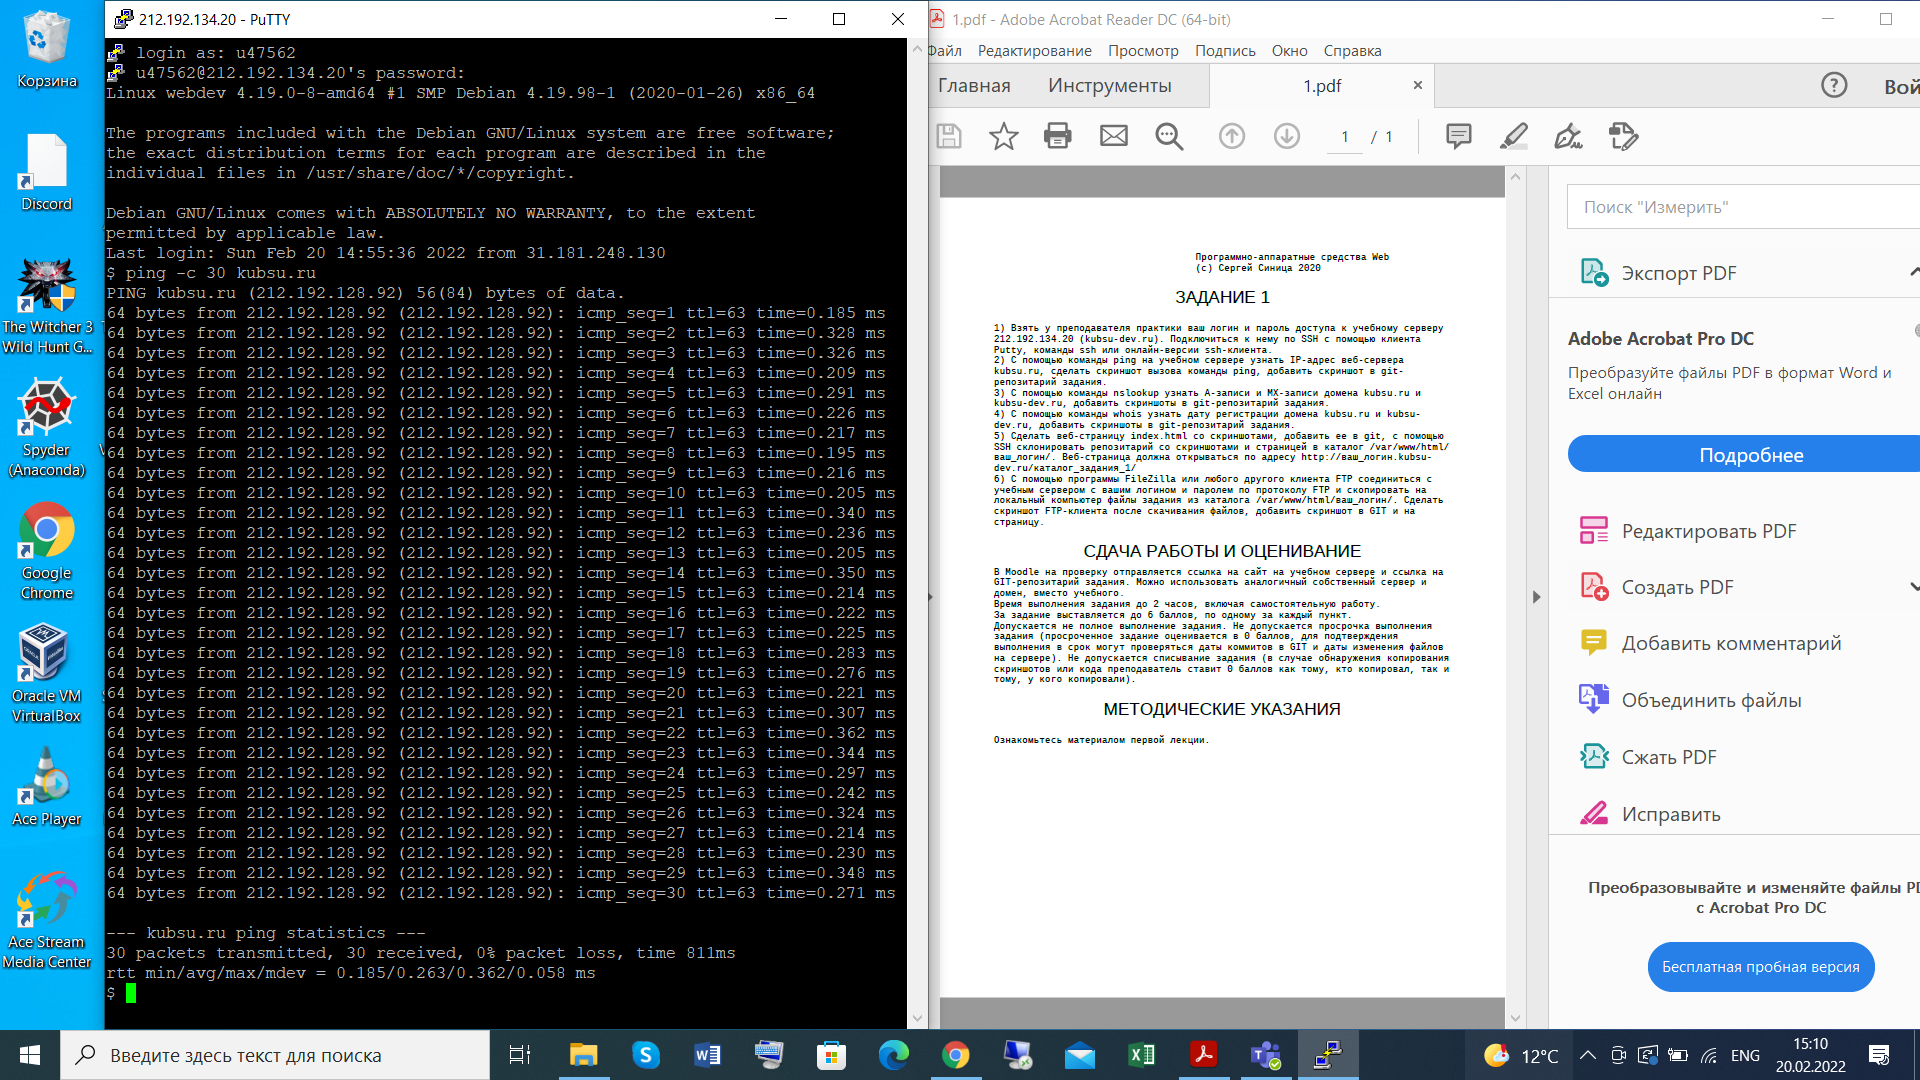 Корзина
Discord
The Witcher 3
Wild Hunt G...
Spyder
(Anaconda)
Google
Chrome
Oracle VM
VirtualBox
Ace Player
Ace Stream
Media Center
212.192.134.20 - PuTTY
login as: u47562
u47562@212.192.134.20's password:
Linux webdev 4.19.0-8-amd64 #1 SMP Debian 4.19.98-1 (2020-01-26) x86_64
The programs included with the Debian GNU/Linux system are free software;
the exact distribution terms for each program are described in the
individual files in /usr/share/doc/*/copyright.
Debian GNU/Linux comes with ABSOLUTELY NO WARRANTY, to the extent
permitted by applicable law.
Last login: Sun Feb 20 14:55:36 2022 from 31.181.248.130
$ ping -c 30 kubsu.ru
PING kubsu.ru (212.192.128.92) 56(84) bytes of data.
64 bytes from 212.192.128.92 (212.192.128.92): icmp_seq=1 ttl=63 time=0.185 ms
64 bytes from 212.192.128.92 (212.192.128.92): icmp_seq=2 ttl=63 time=0.328 ms
64 bytes from 212.192.128.92 (212.192.128.92): icmp_seq=3 ttl=63 time=0.326 ms
64 bytes from 212.192.128.92 (212.192.128.92): icmp_seq=4 ttl=63 time=0.209 ms
64 bytes from 212.192.128.92 (212.192.128.92): icmp_seq=5 ttl=63 time=0.291 ms
64 bytes from 212.192.128.92 (212.192.128.92): icmp_seq=6 ttl=63 time=0.226 ms
64 bytes from 212.192.128.92 (212.192.128.92): icmp_seq=7 ttl=63 time=0.217 ms
64 bytes from 212.192.128.92 (212.192.128.92): icmp_seq=8 ttl=63 time=0.195 ms
64 bytes from 212.192.128.92 (212.192.128.92): icmp_seq=9 ttl=63 time=0.216 ms
64 bytes from 212.192.128.92 (212.192.128.92): icmp_seq=10 ttl=63 time=0.205 ms
64 bytes from 212.192.128.92 (212.192.128.92): icmp_seq=11 ttl=63 time=0.340 ms
64 bytes from 212.192.128.92 (212.192.128.92): icmp_seq=12 ttl=63 time=0.236 ms
64 bytes from 212.192.128.92 (212.192.128.92): icmp_seq=13 ttl=63 time=0.205 ms
64 bytes from 212.192.128.92 (212.192.128.92): icmp_seq=14 ttl=63 time=0.350 ms
64 bytes from 212.192.128.92 (212.192.128.92): icmp_seq=15 ttl=63 time=0.214 ms
64 bytes from 212.192.128.92 (212.192.128.92): icmp_seq=16 ttl=63 time=0.222 ms
64 bytes from 212.192.128.92 (212.192.128.92): icmp_seq=17 ttl=63 time=0.225 ms
64 bytes from 212.192.128.92 (212.192.128.92): icmp_seq=18 ttl=63 time=0.283 ms
64 bytes from 212.192.128.92 (212.192.128.92): icmp_seq=19 ttl=63 time=0.276 ms
64 bytes from 212.192.128.92 (212.192.128.92): icmp_seq=20 ttl=63 time=0.221 ms
64 bytes from 212.192.128.92 (212.192.128.92): icmp_seq=21 ttl=63 time=0.307 ms
64 bytes from 212.192.128.92 (212.192.128.92): icmp_seq=22 ttl=63 time=0.362 ms
64 bytes from 212.192.128.92 (212.192.128.92): icmp_seq=23 ttl=63 time=0.344 ms
64 bytes from 212.192.128.92 (212.192.128.92): icmp_seq=24 ttl=63 time=0.297 ms
64 bytes from 212.192.128.92 (212.192.128.92): icmp_seq=25 ttl=63 time=0.242 ms
64 bytes from 212.192.128.92 (212.192.128.92): icmp_seq=26 ttl=63 time=0.324 ms
64 bytes from 212.192.128.92 (212.192.128.92): icmp_seq=27 ttl=63 time=0.214 ms
64 bytes from 212.192.128.92 (212.192.128.92): icmp_seq=28 ttl=63 time=0.230 ms
64 bytes from 212.192.128.92 (212.192.128.92): icmp_seq=29 ttl=63 time=0.348 ms
64 bytes from 212.192.128.92 (212.192.128.92): icmp_seq=30 ttl=63 time=0.271 ms
--- kubsu.ru ping statistics ---
30 packets transmitted, 30 received, 0% packet loss, time 811ms
rtt min/avg/max/mdev = 0.185/0.263/0.362/0.058 ms
$
1.pdf - Adobe Acrobat Reader DC (64-bit)
Файл Редактирование Просмотр Подпись Окно Справка
Главная Инструменты 1.pdf Вой
1 / 1
Программно-аппаратные средства Web
(c) Сергей Синица 2020
ЗАДАНИЕ 1
1) Взять у преподавателя практики ваш логин и пароль доступа к учебному серверу
212.192.134.20 (kubsu-dev.ru). Подключиться к нему по SSH с помощью клиента
Putty, команды ssh или онлайн-версии ssh-клиента.
2) С помощью команды ping на учебном сервере узнать IP-адрес веб-сервера
kubsu.ru, сделать скриншот вызова команды ping, добавить скриншот в git-
репозитарий задания.
3) С помощью команды nslookup узнать A-записи и MX-записи домена kubsu.ru и
kubsu-dev.ru, добавить скриншоты в git-репозитарий задания.
4) С помощью команды whois узнать дату регистрации домена kubsu.ru и kubsu-
dev.ru, добавить скриншоты в git-репозитарий задания.
5) Сделать веб-страницу index.html со скриншотами, добавить ее в git, с помощью
SSH склонировать репозитарий со скриншотами и страницей в каталог /var/www/html/
ваш_логин/. Веб-страница должна открываться по адресу http://ваш_логин.kubsu-
dev.ru/каталог_задания_1/
6) С помощью программы FileZilla или любого другого клиента FTP соединиться с
учебным сервером с вашим логином и паролем по протоколу FTP и скопировать на
локальный компьютер файлы задания из каталога /var/www/html/ваш_логин/. Сделать
скриншот FTP-клиента после скачивания файлов, добавить скриншот в GIT и на
страницу.
СДАЧА РАБОТЫ И ОЦЕНИВАНИЕ
В Moodle на проверку отправляется ссылка на сайт на учебном сервере и ссылка на
GIT-репозитарий задания. Можно использовать аналогичный собственный сервер и
домен, вместо учебного.
Время выполнения задания до 2 часов, включая самостоятельную работу.
За задание выставляется до 6 баллов, по одному за каждый пункт.
Допускается не полное выполнение задания. Не допускается просрочка выполнения
задания (просроченное задание оценивается в 0 баллов, для подтверждения
выполнения в срок могут проверяться даты коммитов в GIT и даты изменения файлов
на сервере). Не допускается списывание задания (в случае обнаружения копирования
скриншотов или кода преподаватель ставит 0 баллов как тому, кто копировал, так и
тому, у кого копировали).
МЕТОДИЧЕСКИЕ УКАЗАНИЯ
Ознакомьтесь материалом первой лекции.
Поиск "Измерить"
Экспорт PDF
Adobe Acrobat Pro DC
Преобразуйте файлы PDF в формат Word и
Excel онлайн
Подробнее
Редактировать PDF
Создать PDF
Добавить комментарий
Объединить файлы
Сжать PDF
Исправить
Преобразовывайте и изменяйте файлы PD
с Acrobat Pro DC
Бесплатная пробная версия
Введите здесь текст для поиска
12°C
ENG
15:10
20.02.2022